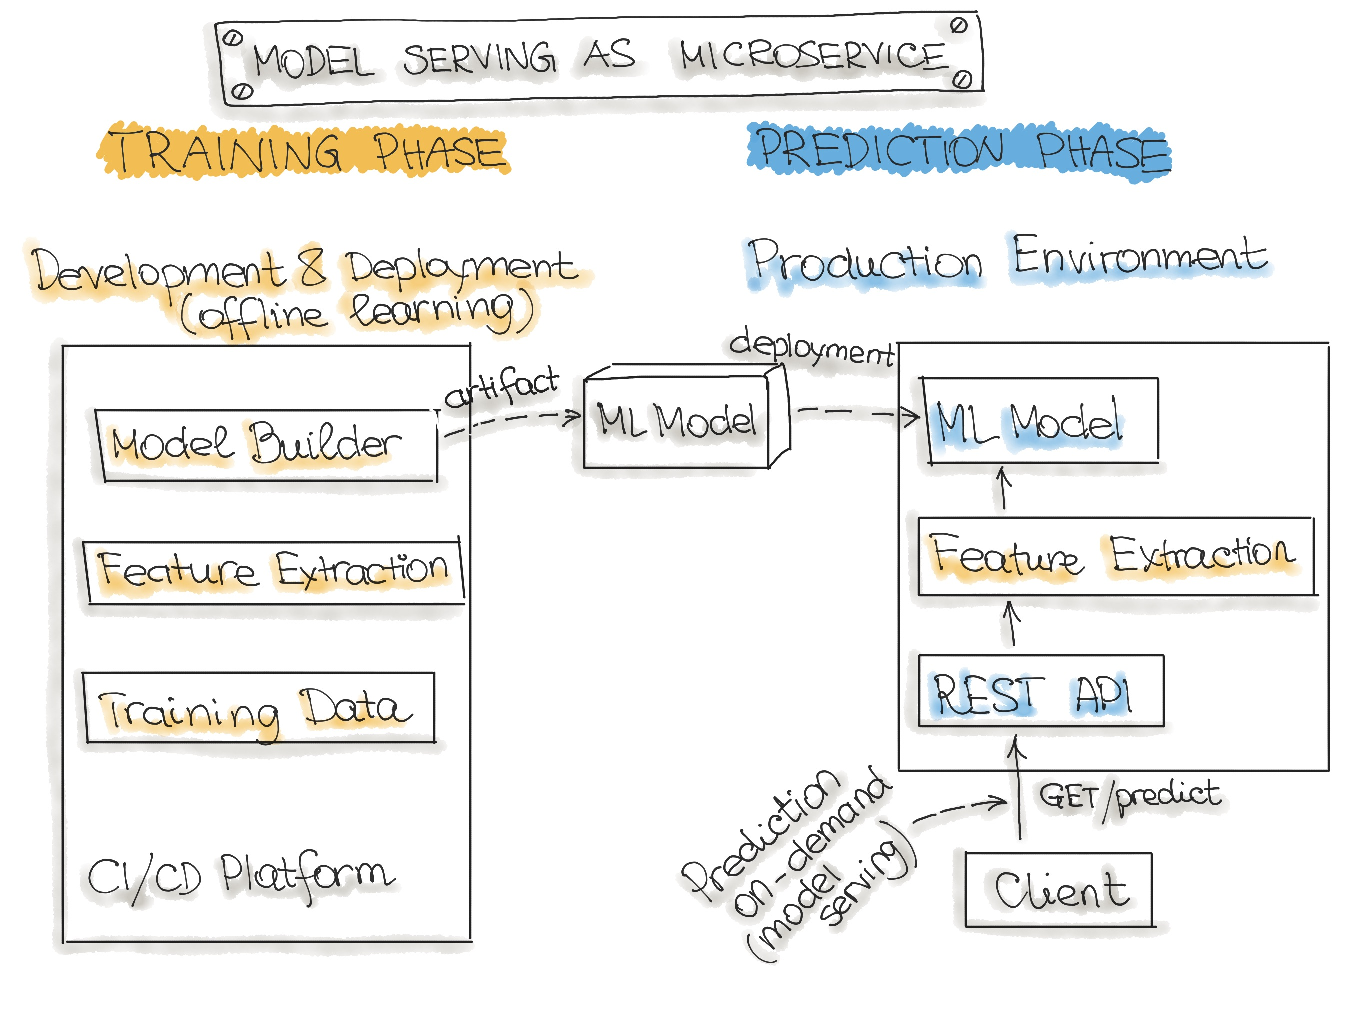 MODEL SERVING AS MICROSERVICE
TRAINING PHASE
PREDICTION PHASE
Development & Deployment
(offline learning)
Production Environment
Model Builder
artifact
ML Model
deployment
ML Model
Feature Extraction
Feature Extraction
Training Data
REST API
CI/CD Platform
GET/predict
Prediction
on-demand
(model
serving)
Client